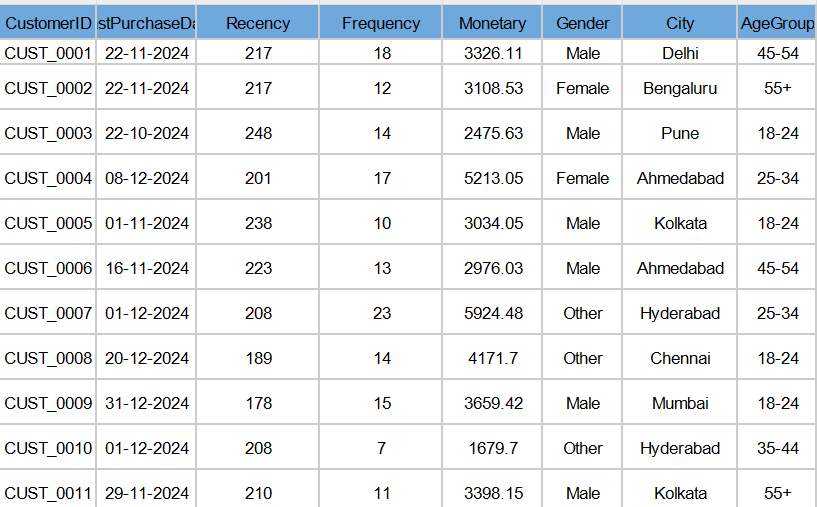 CustomerID stPurchaseDa Recency Frequency Monetary Gender City AgeGroup
CUST_0001 22-11-2024 217 18 3326.11 Male Delhi 45-54
CUST_0002 22-11-2024 217 12 3108.53 Female Bengaluru 55+
CUST_0003 22-10-2024 248 14 2475.63 Male Pune 18-24
CUST_0004 08-12-2024 201 17 5213.05 Female Ahmedabad 25-34
CUST_0005 01-11-2024 238 10 3034.05 Male Kolkata 18-24
CUST_0006 16-11-2024 223 13 2976.03 Male Ahmedabad 45-54
CUST_0007 01-12-2024 208 23 5924.48 Other Hyderabad 25-34
CUST_0008 20-12-2024 189 14 4171.7 Other Chennai 18-24
CUST_0009 31-12-2024 178 15 3659.42 Male Mumbai 18-24
CUST_0010 01-12-2024 208 7 1679.7 Other Hyderabad 35-44
CUST_0011 29-11-2024 210 11 3398.15 Male Kolkata 55+